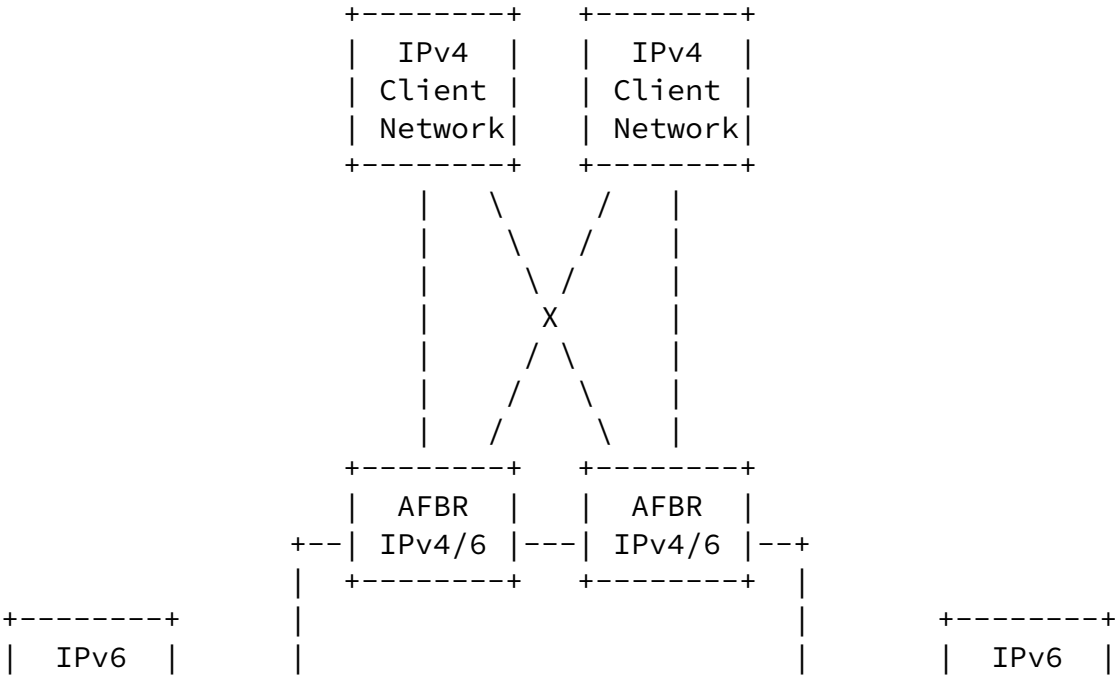 +--------+   +--------+
|  IPv4  |   |  IPv4  |
| Client |   | Client |
| Network|   | Network|
+--------+   +--------+
|   \     /   |
|    \   /    |
|     \ /     |
|      X      |
|     / \     |
|    /   \    |
|   /     \   |
+--------+   +--------+
|  AFBR  |   |  AFBR  |
+--| IPv4/6 |---| IPv4/6 |--+
|  +--------+   +--------+  |
+--------+       |                           |       +--------+
|  IPv6  |       |                           |       |  IPv6  |